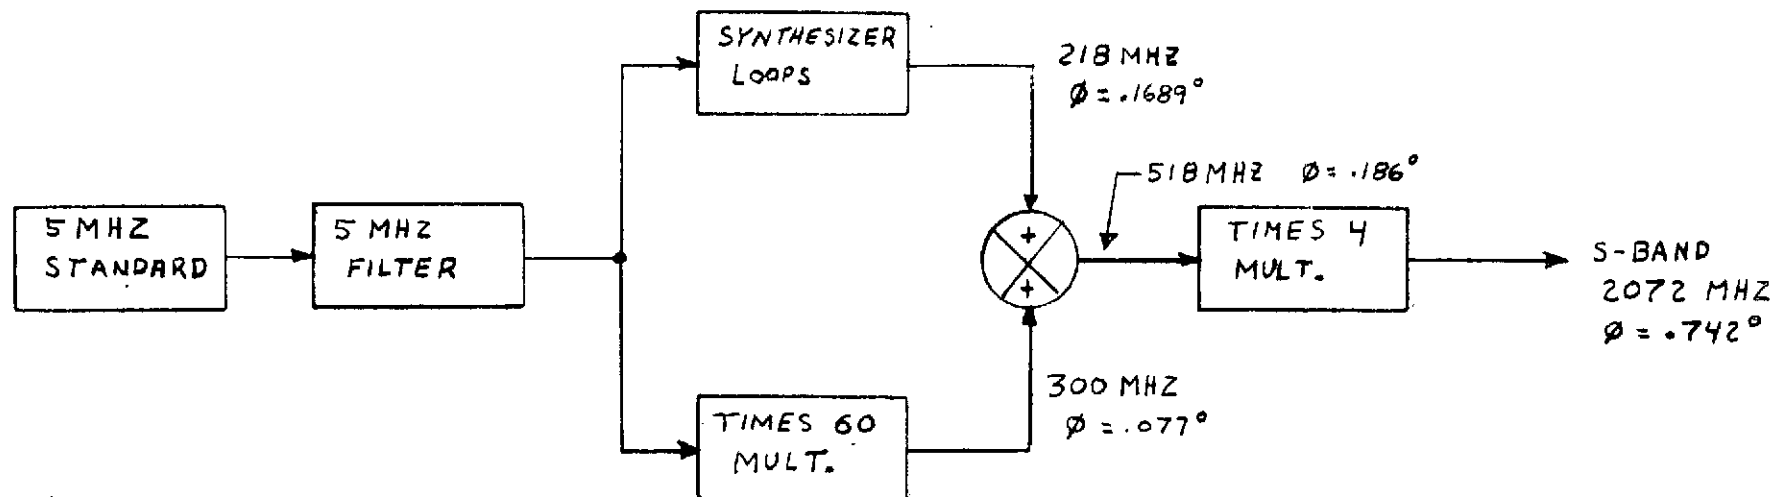 SYNTHESIZER
LOOPS
218 MHZ
Ø = .1689°
518 MHZ Ø = .186°
5 MHZ
STANDARD
5 MHZ
FILTER
+
+
TIMES 4
MULT.
S-BAND
2072 MHZ
Ø = .742°
TIMES 60
MULT.
300 MHZ
Ø = .077°